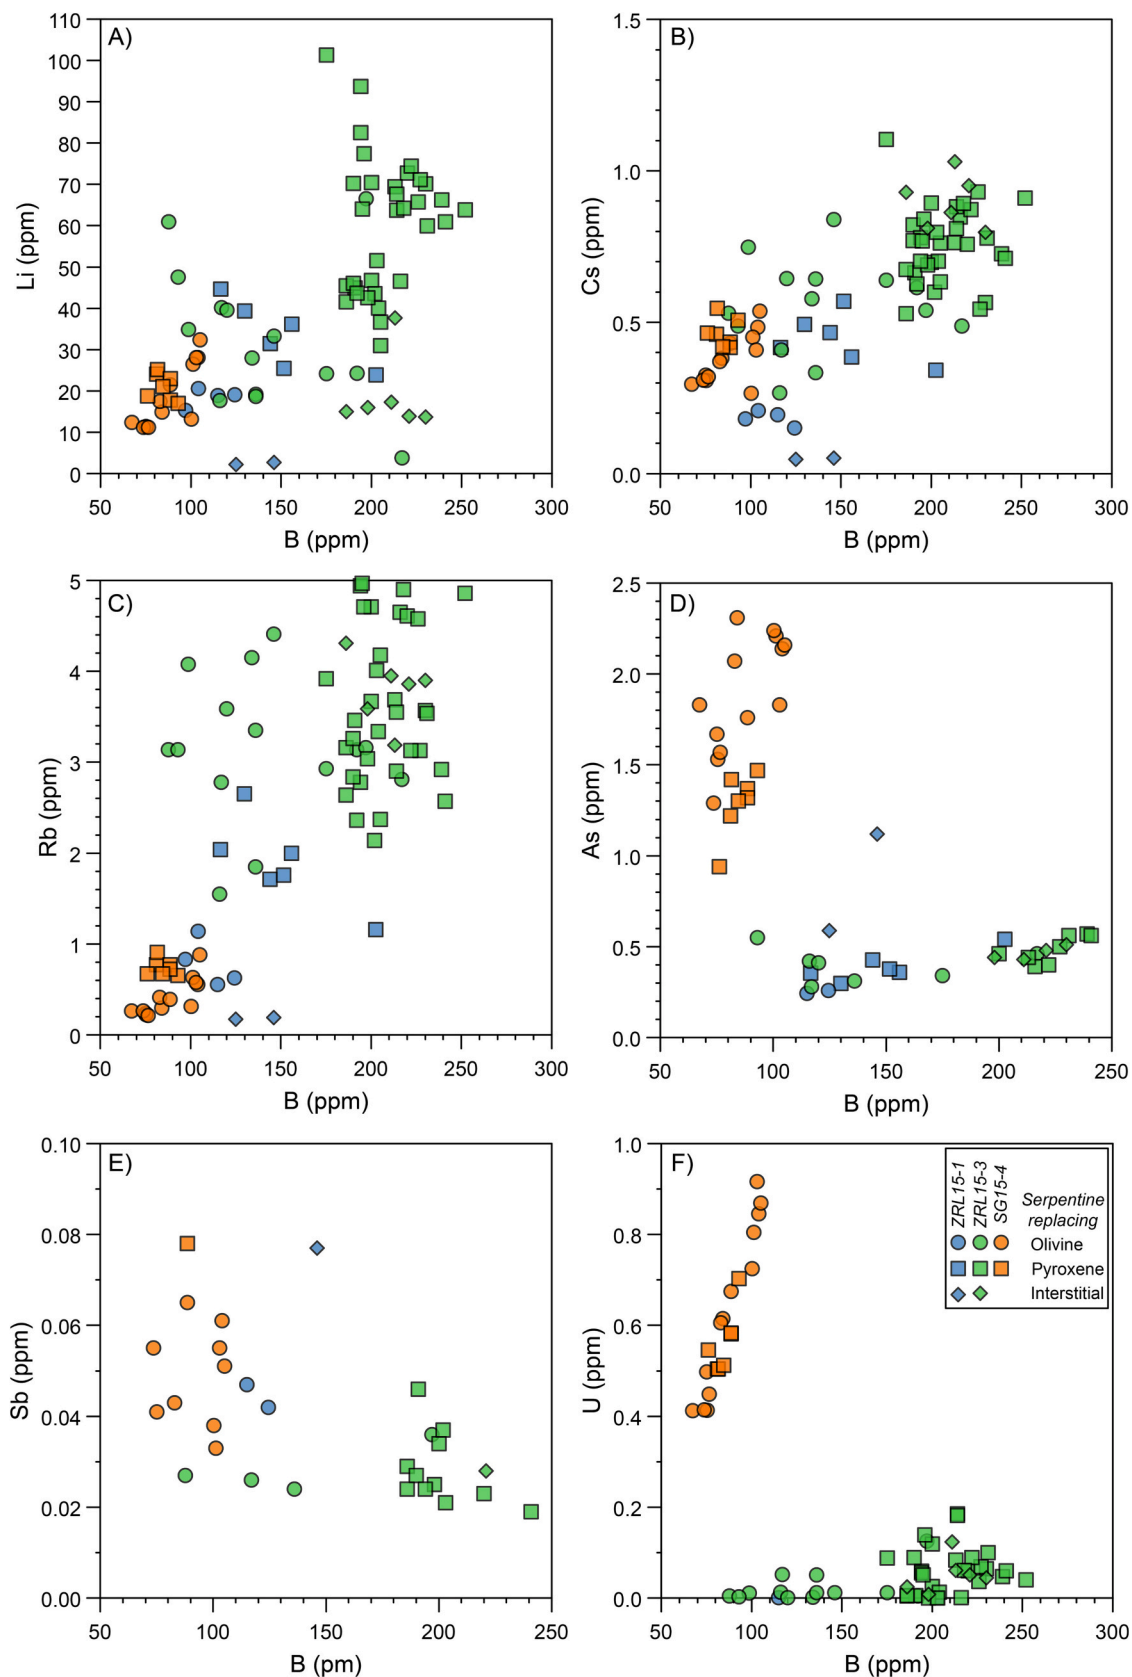 A)
110
100
90
80
70
60
50
40
30
20
10
0
Li (ppm)
50 100 150 200 250 300
B (ppm)
B)
1.5
1.0
0.5
0.0
Cs (ppm)
50 100 150 200 250 300
B (ppm)
C)
5
4
3
2
1
0
Rb (ppm)
50 100 150 200 250 300
B (ppm)
D)
2.5
2.0
1.5
1.0
0.5
0.0
As (ppm)
50 100 150 200 250
B (ppm)
E)
0.10
0.08
0.06
0.04
0.02
0.00
Sb (ppm)
50 100 150 200 250
B (pm)
F)
1.0
0.8
0.6
0.4
0.2
0.0
U (ppm)
50 100 150 200 250 300
B (ppm)
ZRL15-1
ZRL15-3
SG15-4
Serpentine
replacing
Olivine
Pyroxene
Interstitial